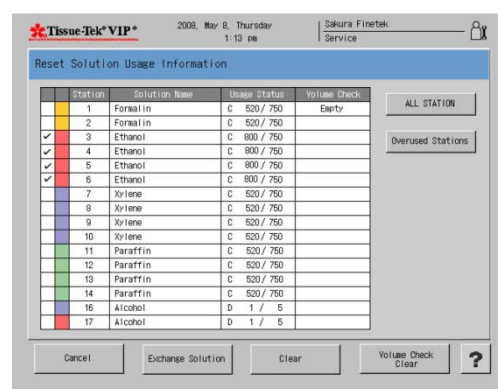 Tissue-Tek® VIP® 2008, May 8, Thursday Sakura Finetek
1:13 pm Service
Reset Solution Usage Information
Station Solution Name Usage Status Volume Check
1 Formalin C 520/ 750 Empty
2 Formalin C 520/ 750
✓ 3 Ethanol C 800/ 750
✓ 4 Ethanol C 800/ 750
✓ 5 Ethanol C 800/ 750
✓ 6 Ethanol C 800/ 750
7 Xylene C 520/ 750
8 Xylene C 520/ 750
9 Xylene C 520/ 750
10 Xylene C 520/ 750
11 Paraffin C 520/ 750
12 Paraffin C 520/ 750
13 Paraffin C 520/ 750
14 Paraffin C 520/ 750
16 Alcohol D 1 / 5
17 Alcohol D 1 / 5
ALL STATION
Overused Stations
Cancel
Exchange Solution
Clear
Volume Check
Clear
?